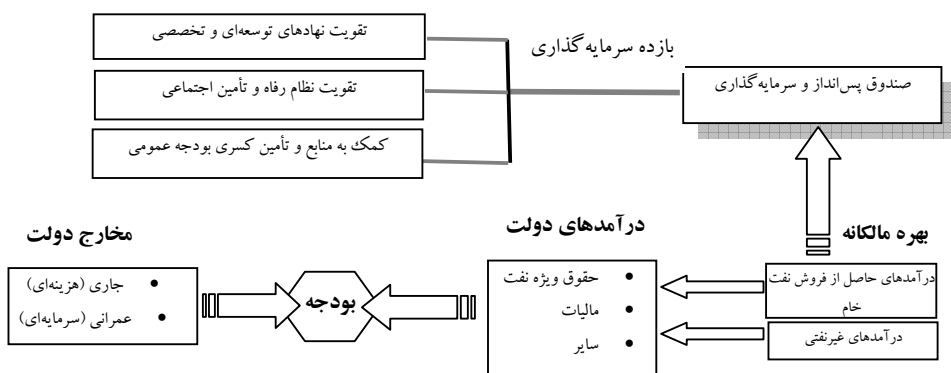 تقویت نهادهای توسعه‌ای و تخصصی
بازده سرمایه‌گذاری
تقویت نظام رفاه و تأمین اجتماعی
صندوق پس‌انداز و سرمایه‌گذاری
کمک به منابع و تأمین کسری بودجه عمومی
بهره مالکانه
درآمدهای دولت
مخارج دولت
درآمدهای حاصل از فروش نفت
خام
درآمدهای غیرنفتی
• حقوق ویژه نفت
• مالیات
• سایر
بودجه
• جاری (هزینه‌ای)
• عمرانی (سرمایه‌ای)